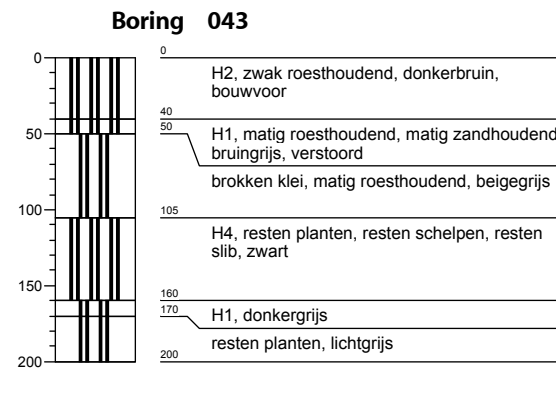 Boring 043
0
0
H2, zwak roesthoudend, donkerbruin,
bouwvoor
40
50
50
H1, matig roesthoudend, matig zandhoudend
bruingrijs, verstoord
brokken klei, matig roesthoudend, beigegrijs
100
105
H4, resten planten, resten schelpen, resten
slib, zwart
150
160
170
H1, donkergrijs
resten planten, lichtgrijs
200
200